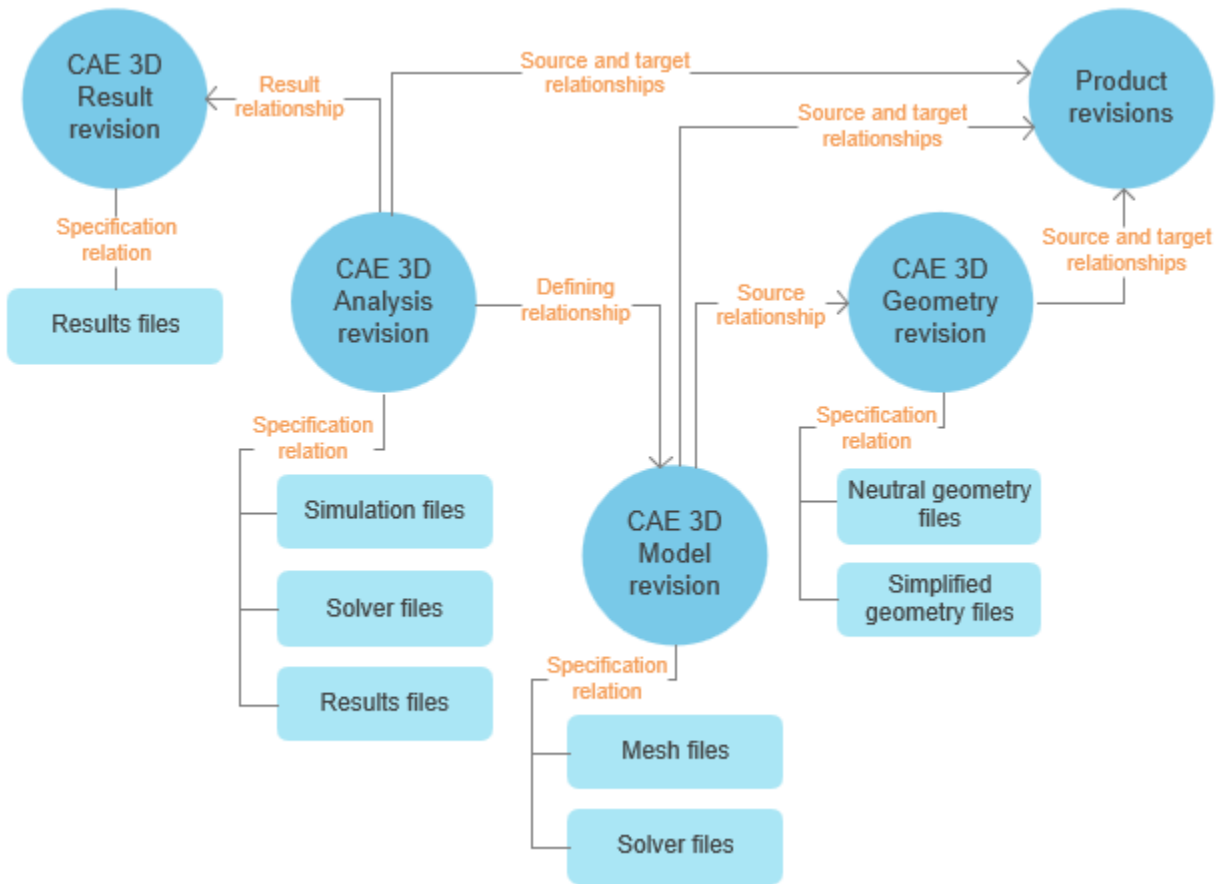 CAE 3D
Result
revision
Result
relationship
Source and target
relationships
Product
revisions
Source and target
relationships
Specification
relation
Results files
CAE 3D
Analysis
revision
Defining
relationship
Source
relationship
CAE 3D
Geometry
revision
Source and target
relationships
Specification
relation
Simulation files
Solver files
Results files
CAE 3D
Model
revision
Specification
relation
Neutral geometry
files
Simplified
geometry files
Specification
relation
Mesh files
Solver files